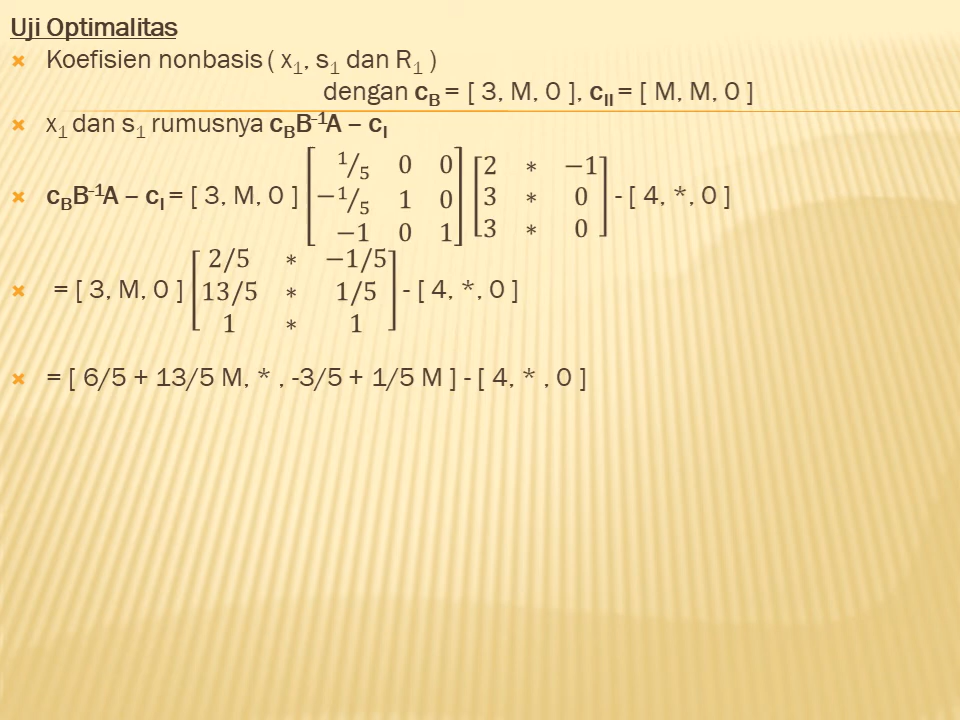 Uji Optimalitas
Koefisien nonbasis ( x₁, s₁ dan R₁ )
dengan c_B = [ 3, M, 0 ], c_II = [ M, M, 0 ]
x₁ dan s₁ rumusnya c_B B⁻¹A – c_I
c_B B⁻¹A – c_I = [ 3, M, 0 ] [ 1/5 0 0 ; −1/5 1 0 ; −1 0 1 ] [ 2 * −1 ; 3 * 0 ; 3 * 0 ] - [ 4, *, 0 ]
= [ 3, M, 0 ] [ 2/5 * −1/5 ; 13/5 * 1/5 ; 1 * 1 ] - [ 4, *, 0 ]
= [ 6/5 + 13/5 M, * , -3/5 + 1/5 M ] - [ 4, * , 0 ]